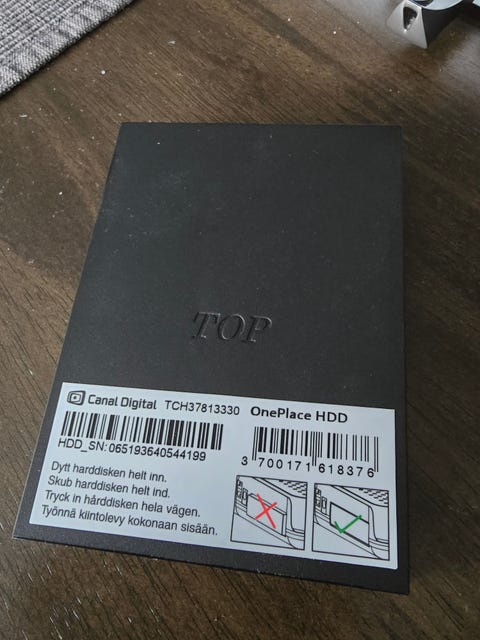 TOP
Canal Digital TCH37813330 OnePlace HDD
HDD_SN:065193640544199
3 700171 618376
Dytt harddisken helt inn.
Skub harddisken helt ind.
Tryck in hårddisken hela vägen.
Työnnä kiintolevy kokonaan sisään.